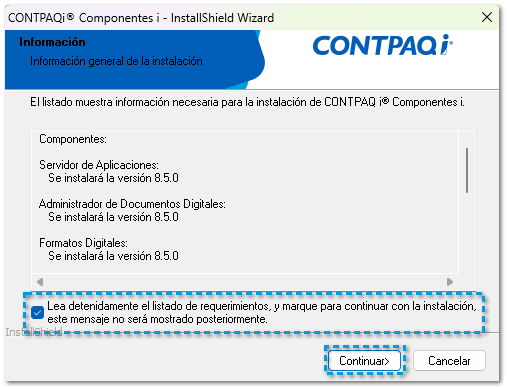 CONTPAQi® Componentes i - InstallShield Wizard
Información
Información general de la instalación
CONTPAQi®
El listado muestra información necesaria para la instalación de CONTPAQ i® Componentes i.
Componentes:
Servidor de Aplicaciones:
Se instalará la versión 8.5.0
Administrador de Documentos Digitales:
Se instalará la versión 8.5.0
Formatos Digitales:
Se instalará la versión 8.5.0
Lea detenidamente el listado de requerimientos, y marque para continuar con la instalación,
este mensaje no será mostrado posteriormente.
InstallShield
Continuar>
Cancelar